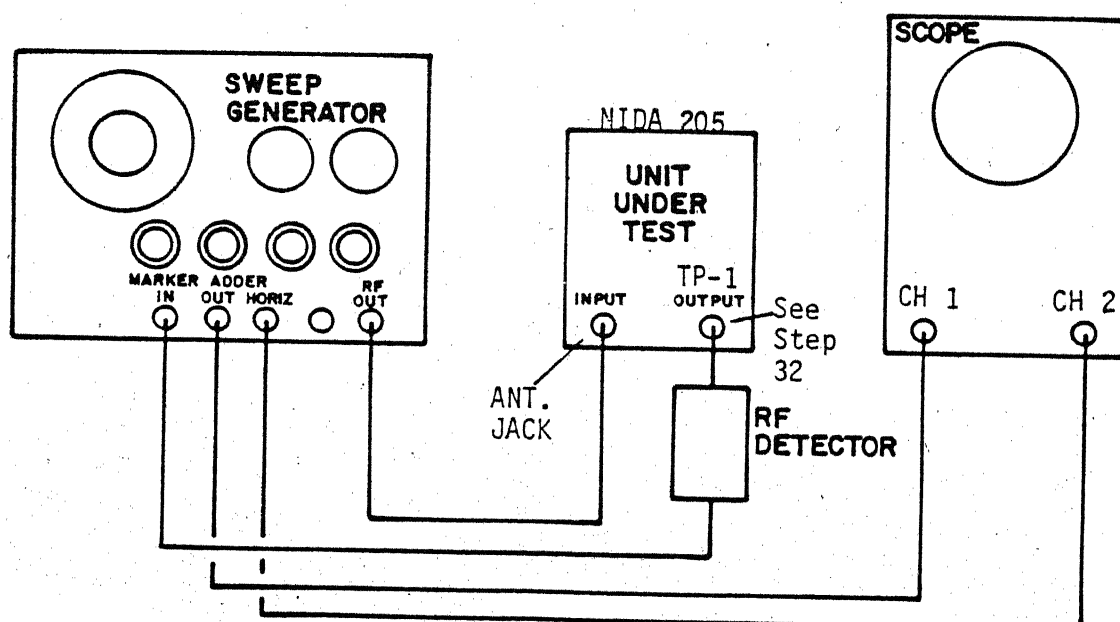 SCOPE
SWEEP
GENERATOR
NIDA 205
UNIT
UNDER
TEST
MARKER
IN
ADDER
OUT
HORIZ
RF
OUT
TP-1
INPUT
OUTPUT
See
Step
32
CH 1
CH 2
ANT.
JACK
RF
DETECTOR